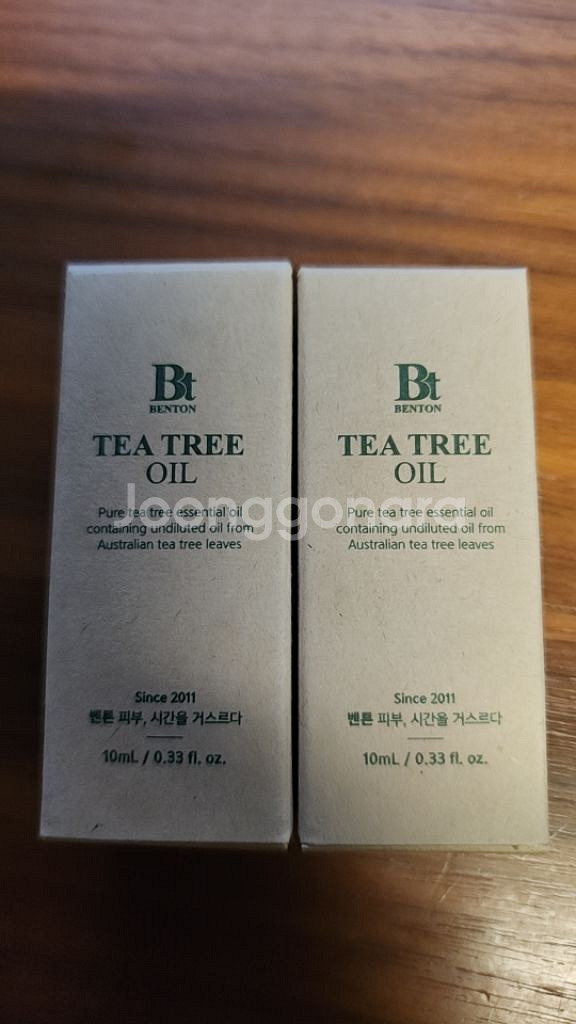 Bt
BENTON
TEA TREE
OIL
Pure tea tree essential oil
containing undiluted oil from
Australian tea tree leaves
Since 2011
벤튼 피부, 시간을 거스르다
10mL / 0.33 fl. oz.
Bt
BENTON
TEA TREE
OIL
Pure tea tree essential oil
containing undiluted oil from
Australian tea tree leaves
Since 2011
벤튼 피부, 시간을 거스르다
10mL / 0.33 fl. oz.
joonggonara